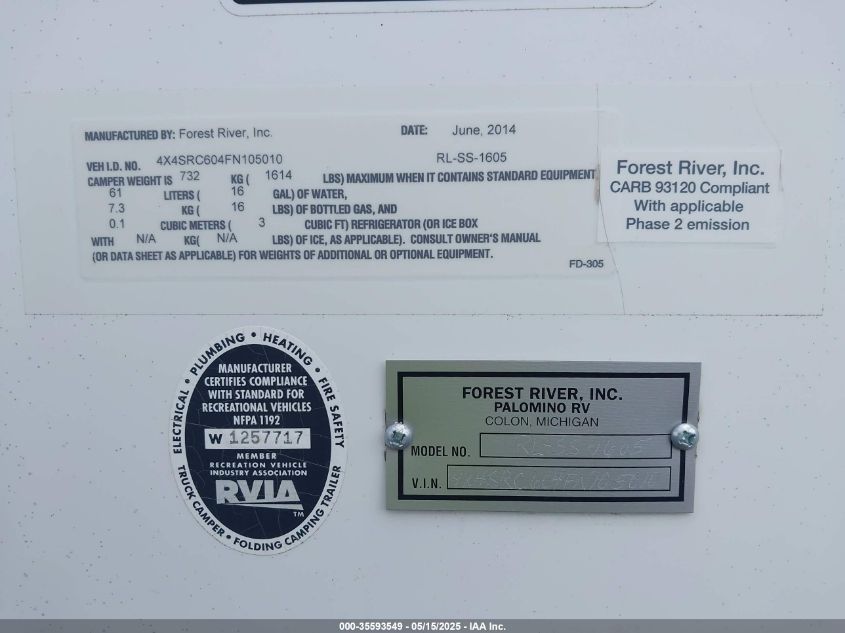 MANUFACTURED BY: Forest River, Inc. DATE: June, 2014
VEH I.D. NO. 4X4SRC604FN105010 RL-SS-1605
CAMPER WEIGHT IS 732 KG ( 1614 LBS) MAXIMUM WHEN IT CONTAINS STANDARD EQUIPMENT
61 LITERS ( 16 GAL) OF WATER,
7.3 KG ( 16 LBS) OF BOTTLED GAS, AND
0.1 CUBIC METERS ( 3 CUBIC FT) REFRIGERATOR (OR ICE BOX
WITH N/A KG( N/A LBS) OF ICE, AS APPLICABLE). CONSULT OWNER'S MANUAL
(OR DATA SHEET AS APPLICABLE) FOR WEIGHTS OF ADDITIONAL OR OPTIONAL EQUIPMENT.
FD-305
Forest River, Inc.
CARB 93120 Compliant
With applicable
Phase 2 emission
ELECTRICAL • PLUMBING • HEATING • FIRE SAFETY
MANUFACTURER
CERTIFIES COMPLIANCE
WITH STANDARD FOR
RECREATIONAL VEHICLES
NFPA 1192
W 1257717
MEMBER
RECREATION VEHICLE
INDUSTRY ASSOCIATION
RVIA
TM
TRUCK CAMPER • FOLDING CAMPING TRAILER
FOREST RIVER, INC.
PALOMINO RV
COLON, MICHIGAN
MODEL NO. RL-SS-1605
V.I.N. 4X4SRC604FN105010
000-35593549 - 05/15/2025 - IAA Inc.